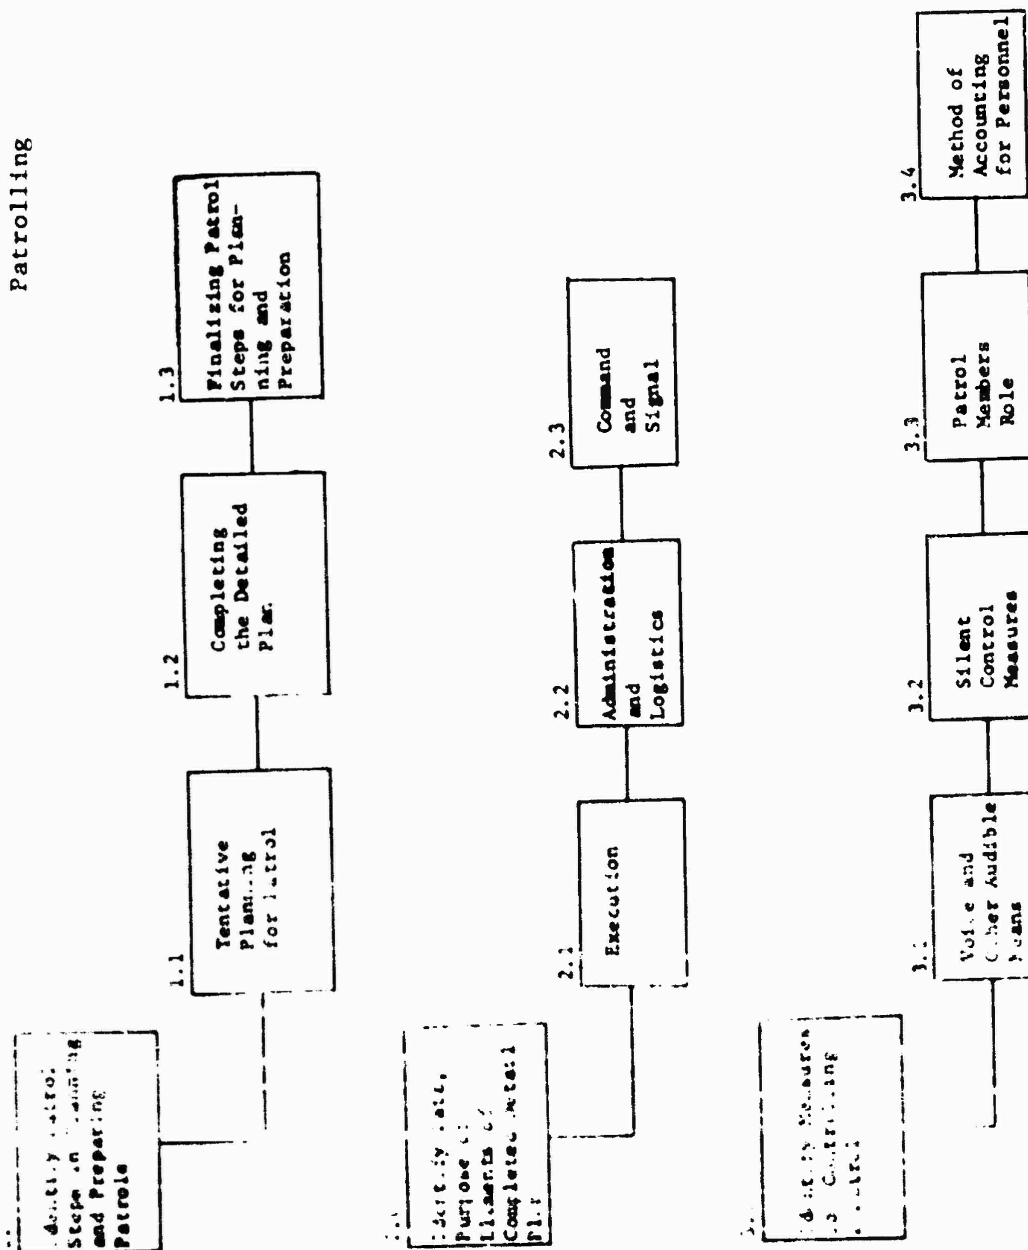 Patrolling
Steps in
and Preparing
Patrols
1.1
Tentative
Planning
for
1.2
Completing
the Detailed
Plan
1.3
Finalizing Patrol
Steps for Plan-
ning and
Preparation
Purpose
Completed Detail
2.1
Execution
2.2
Administration
and
Logistics
2.3
Command
and
Signal
Measures
Voice and
Audible
3.2
Silent
Control
Measures
3.3
Patrol
Members
Role
3.4
Method of
Accounting
for Personnel